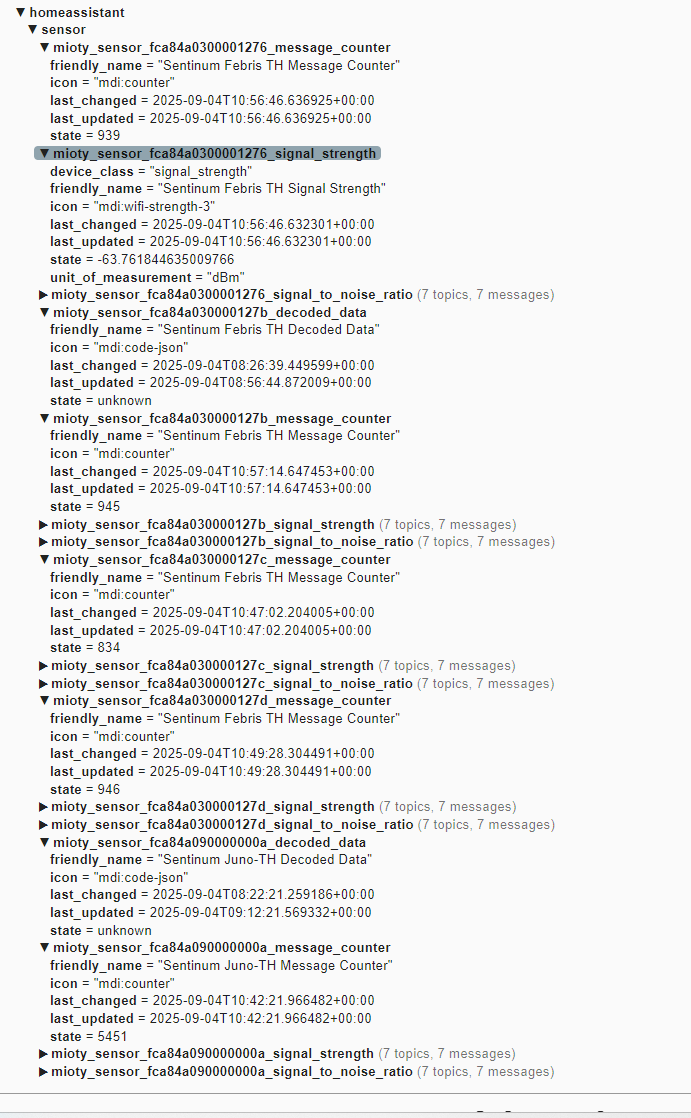 ▼ homeassistant
▼ sensor
▼ mioty_sensor_fca84a0300001276_message_counter
friendly_name = "Sentinum Febris TH Message Counter"
icon = "mdi:counter"
last_changed = 2025-09-04T10:56:46.636925+00:00
last_updated = 2025-09-04T10:56:46.636925+00:00
state = 939
▼ mioty_sensor_fca84a0300001276_signal_strength
device_class = "signal_strength"
friendly_name = "Sentinum Febris TH Signal Strength"
icon = "mdi:wifi-strength-3"
last_changed = 2025-09-04T10:56:46.632301+00:00
last_updated = 2025-09-04T10:56:46.632301+00:00
state = -63.761844635009766
unit_of_measurement = "dBm"
▶ mioty_sensor_fca84a0300001276_signal_to_noise_ratio (7 topics, 7 messages)
▼ mioty_sensor_fca84a030000127b_decoded_data
friendly_name = "Sentinum Febris TH Decoded Data"
icon = "mdi:code-json"
last_changed = 2025-09-04T08:26:39.449599+00:00
last_updated = 2025-09-04T08:56:44.872009+00:00
state = unknown
▼ mioty_sensor_fca84a030000127b_message_counter
friendly_name = "Sentinum Febris TH Message Counter"
icon = "mdi:counter"
last_changed = 2025-09-04T10:57:14.647453+00:00
last_updated = 2025-09-04T10:57:14.647453+00:00
state = 945
▶ mioty_sensor_fca84a030000127b_signal_strength (7 topics, 7 messages)
▶ mioty_sensor_fca84a030000127b_signal_to_noise_ratio (7 topics, 7 messages)
▼ mioty_sensor_fca84a030000127c_message_counter
friendly_name = "Sentinum Febris TH Message Counter"
icon = "mdi:counter"
last_changed = 2025-09-04T10:47:02.204005+00:00
last_updated = 2025-09-04T10:47:02.204005+00:00
state = 834
▶ mioty_sensor_fca84a030000127c_signal_strength (7 topics, 7 messages)
▶ mioty_sensor_fca84a030000127c_signal_to_noise_ratio (7 topics, 7 messages)
▼ mioty_sensor_fca84a030000127d_message_counter
friendly_name = "Sentinum Febris TH Message Counter"
icon = "mdi:counter"
last_changed = 2025-09-04T10:49:28.304491+00:00
last_updated = 2025-09-04T10:49:28.304491+00:00
state = 946
▶ mioty_sensor_fca84a030000127d_signal_strength (7 topics, 7 messages)
▶ mioty_sensor_fca84a030000127d_signal_to_noise_ratio (7 topics, 7 messages)
▼ mioty_sensor_fca84a090000000a_decoded_data
friendly_name = "Sentinum Juno-TH Decoded Data"
icon = "mdi:code-json"
last_changed = 2025-09-04T08:22:21.259186+00:00
last_updated = 2025-09-04T09:12:21.569332+00:00
state = unknown
▼ mioty_sensor_fca84a090000000a_message_counter
friendly_name = "Sentinum Juno-TH Message Counter"
icon = "mdi:counter"
last_changed = 2025-09-04T10:42:21.966482+00:00
last_updated = 2025-09-04T10:42:21.966482+00:00
state = 5451
▶ mioty_sensor_fca84a090000000a_signal_strength (7 topics, 7 messages)
▶ mioty_sensor_fca84a090000000a_signal_to_noise_ratio (7 topics, 7 messages)